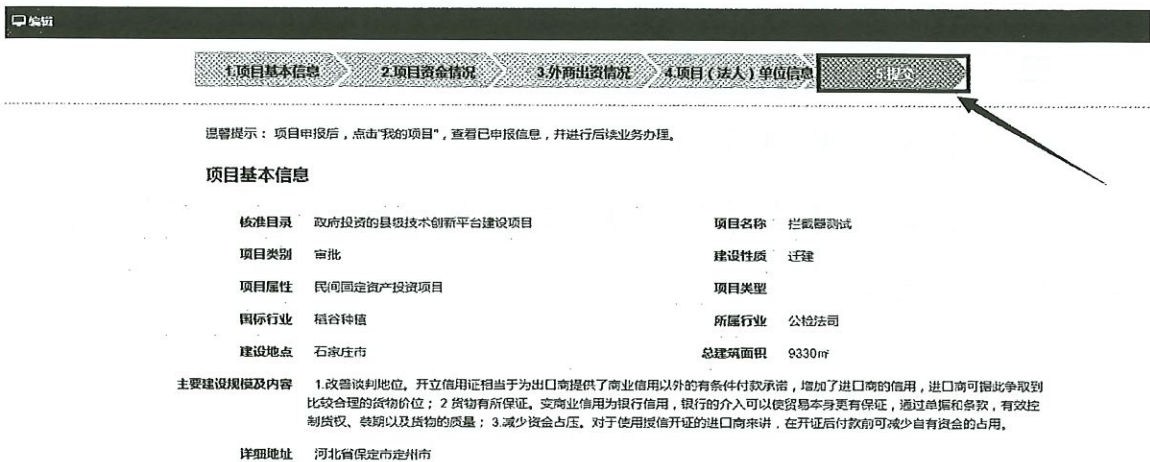 编辑
1.项目基本信息 2.项目资金情况 3.外商出资情况 4.项目（法人）单位信息 5.提交
温馨提示：项目申报后，点击"我的项目"，查看已申报信息，并进行后续业务办理。
项目基本信息
核准目录 政府投资的县级技术创新平台建设项目 项目名称 拦截器测试
项目类别 审批 建设性质 迁建
项目属性 民间固定资产投资项目 项目类型
国际行业 稻谷种植 所属行业 公检法司
建设地点 石家庄市 总建筑面积 9330㎡
主要建设规模及内容 1.改善谈判地位。开立信用证相当于为出口商提供了商业信用以外的有条件付款承诺，增加了进口商的信用，进口商可据此争取到
比较合理的货物价位； 2 货物有所保证。变商业信用为银行信用，银行的介入可以使贸易本身更有保证，通过单据和条款，有效控
制货权、装期以及货物的质量； 3.减少资金占压。对于使用授信开证的进口商来讲，在开证后付款前可减少自有资金的占用。
详细地址 河北省保定市定州市